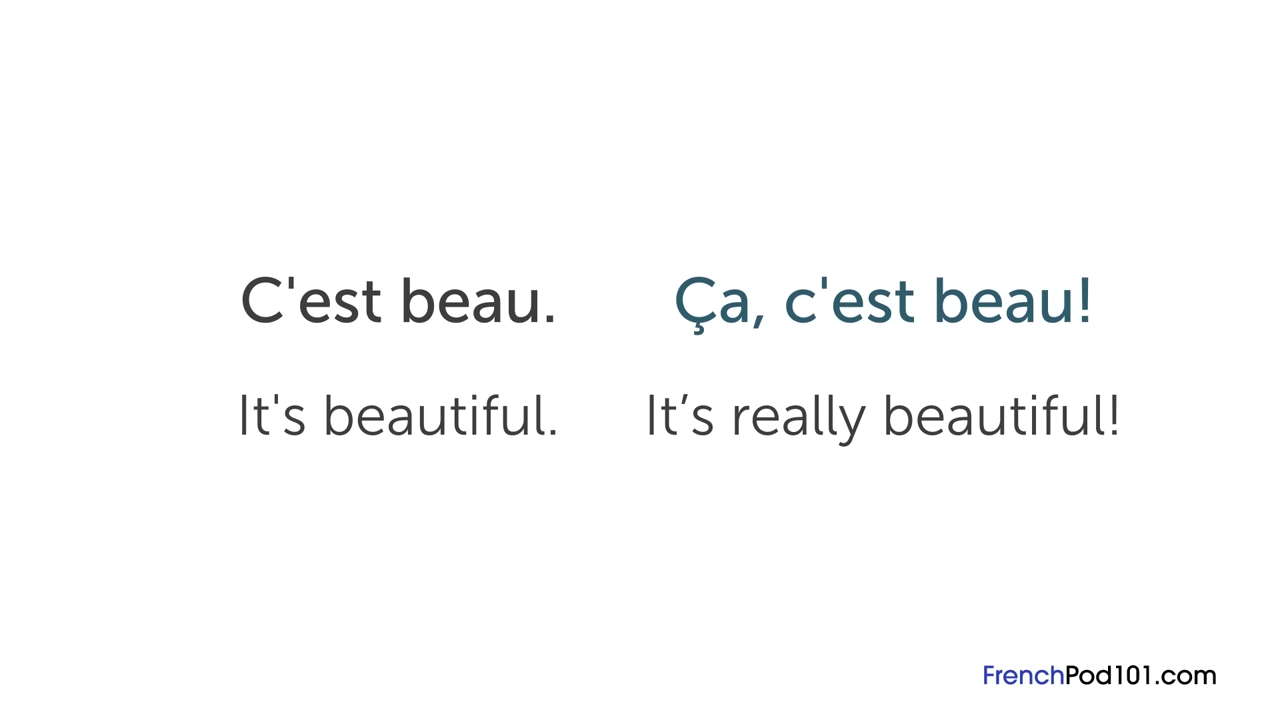 C'est beau.
Ça, c'est beau!
It's beautiful.
It’s really beautiful!
FrenchPod101.com